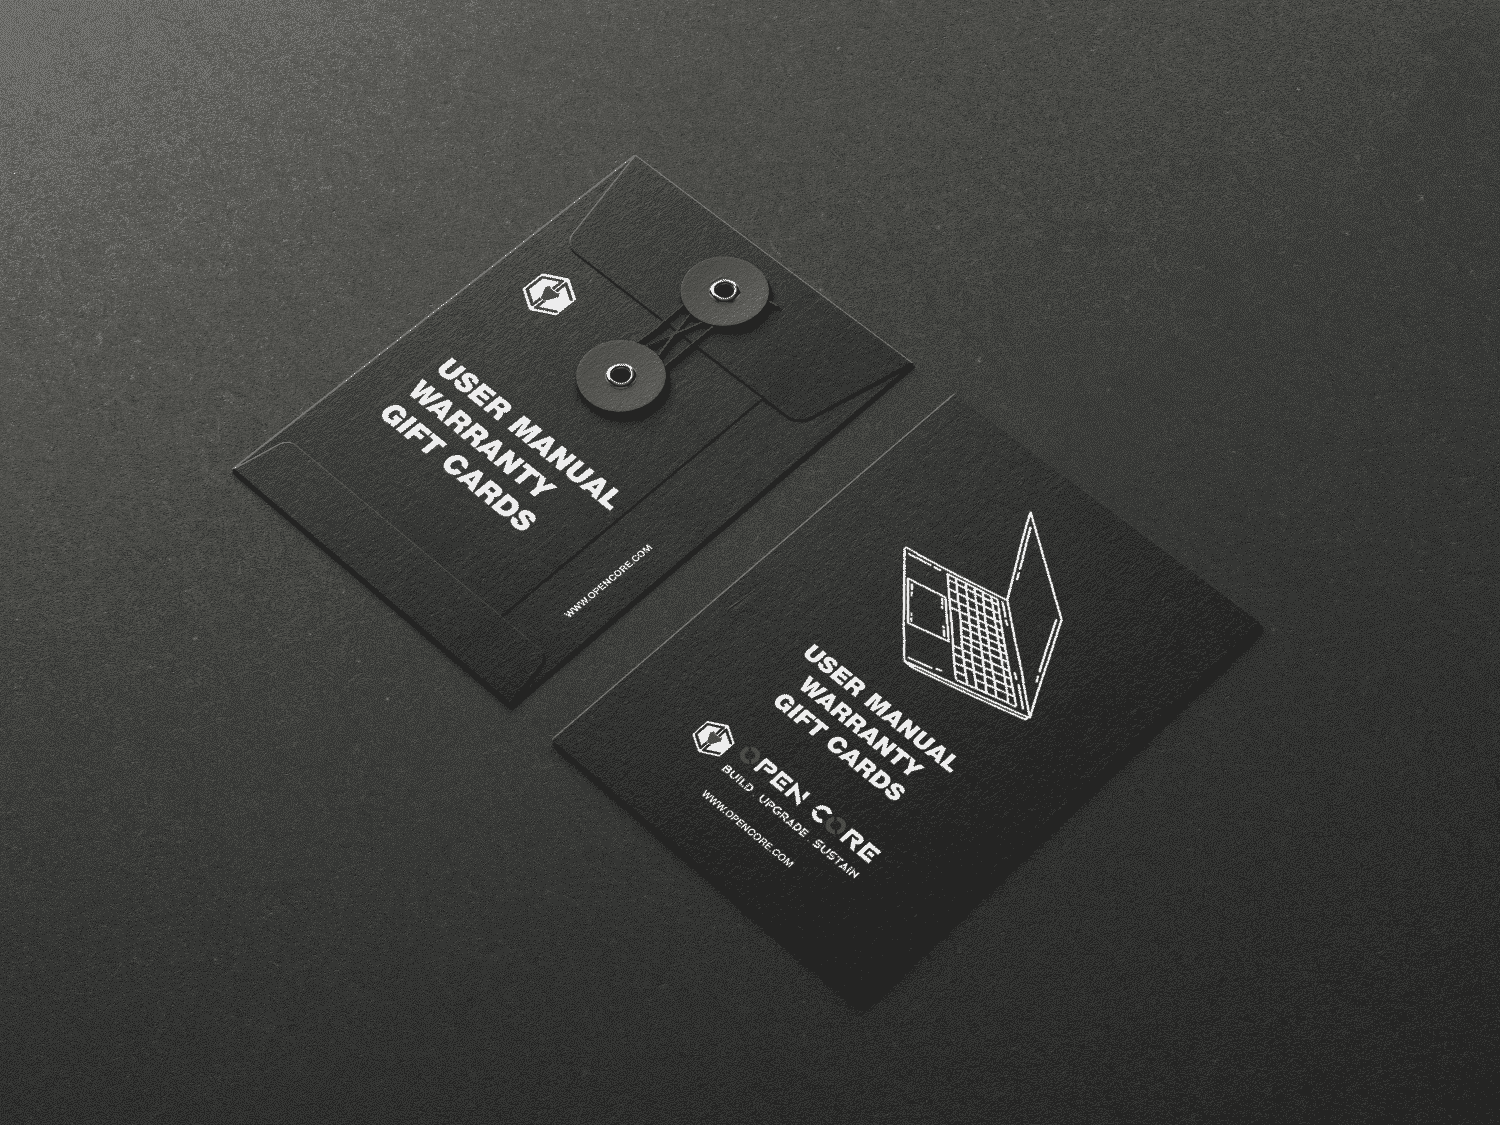 USER MANUAL
WARRANTY
GIFT CARDS
WWW.OPENCORE.COM
USER MANUAL
WARRANTY
GIFT CARDS
OPEN CORE
BUILD . UPGRADE . SUSTAIN
WWW.OPENCORE.COM